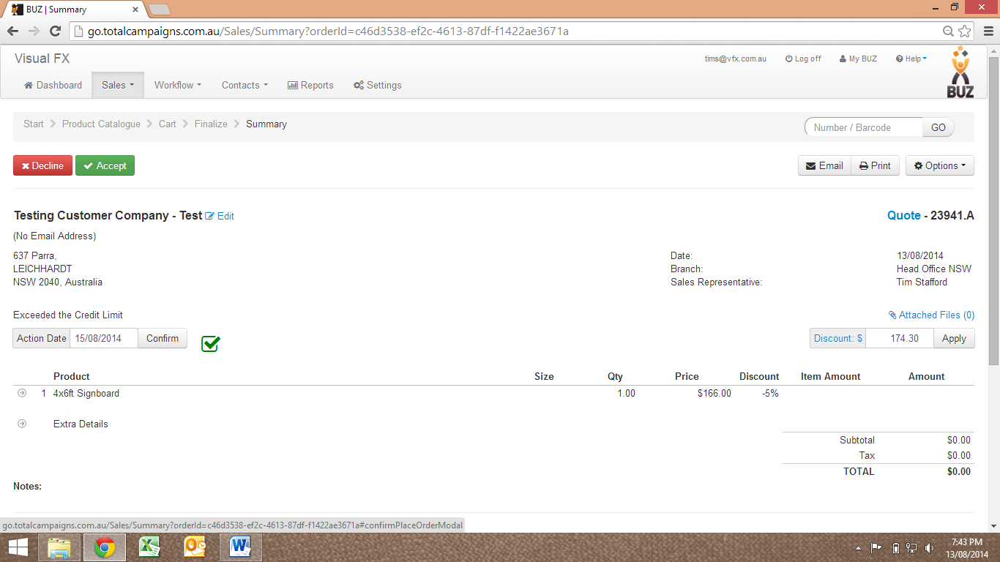 BUZ | Summary
go.totalcampaigns.com.au/Sales/Summary?orderId=c46d3538-ef2c-4613-87df-f1422ae3671a
Visual FX
tims@vfx.com.au Log off My BUZ Help
BUZ
Dashboard Sales Workflow Contacts Reports Settings
Start Product Catalogue Cart Finalize Summary
Number / Barcode GO
Decline Accept Email Print Options
Testing Customer Company - Test Edit Quote - 23941.A
(No Email Address)
637 Parra, Date: 13/08/2014
LEICHHARDT Branch: Head Office NSW
NSW 2040, Australia Sales Representative: Tim Stafford
Exceeded the Credit Limit Attached Files (0)
Action Date 15/08/2014 Confirm Discount: $ 174.30 Apply
Product Size Qty Price Discount Item Amount Amount
1 4x6ft Signboard 1.00 $166.00 -5%
Extra Details
Subtotal $0.00
Tax $0.00
TOTAL $0.00
Notes:
go.totalcampaigns.com.au/Sales/Summary?orderId=c46d3538-ef2c-4613-87df-f1422ae3671a#confirmPlaceOrderModal
7:43 PM
13/08/2014